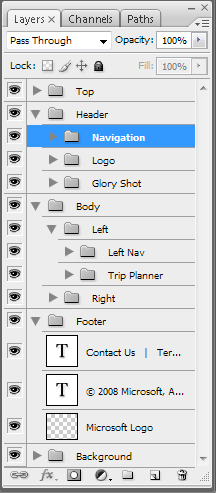 Layers × Channels Paths
Pass Through Opacity: 100%
Lock: Fill: 100%
Top
Header
Navigation
Logo
Glory Shot
Body
Left
Left Nav
Trip Planner
Right
Footer
T Contact Us | Ter...
T © 2008 Microsoft, A...
Microsoft Logo
Background
fx.